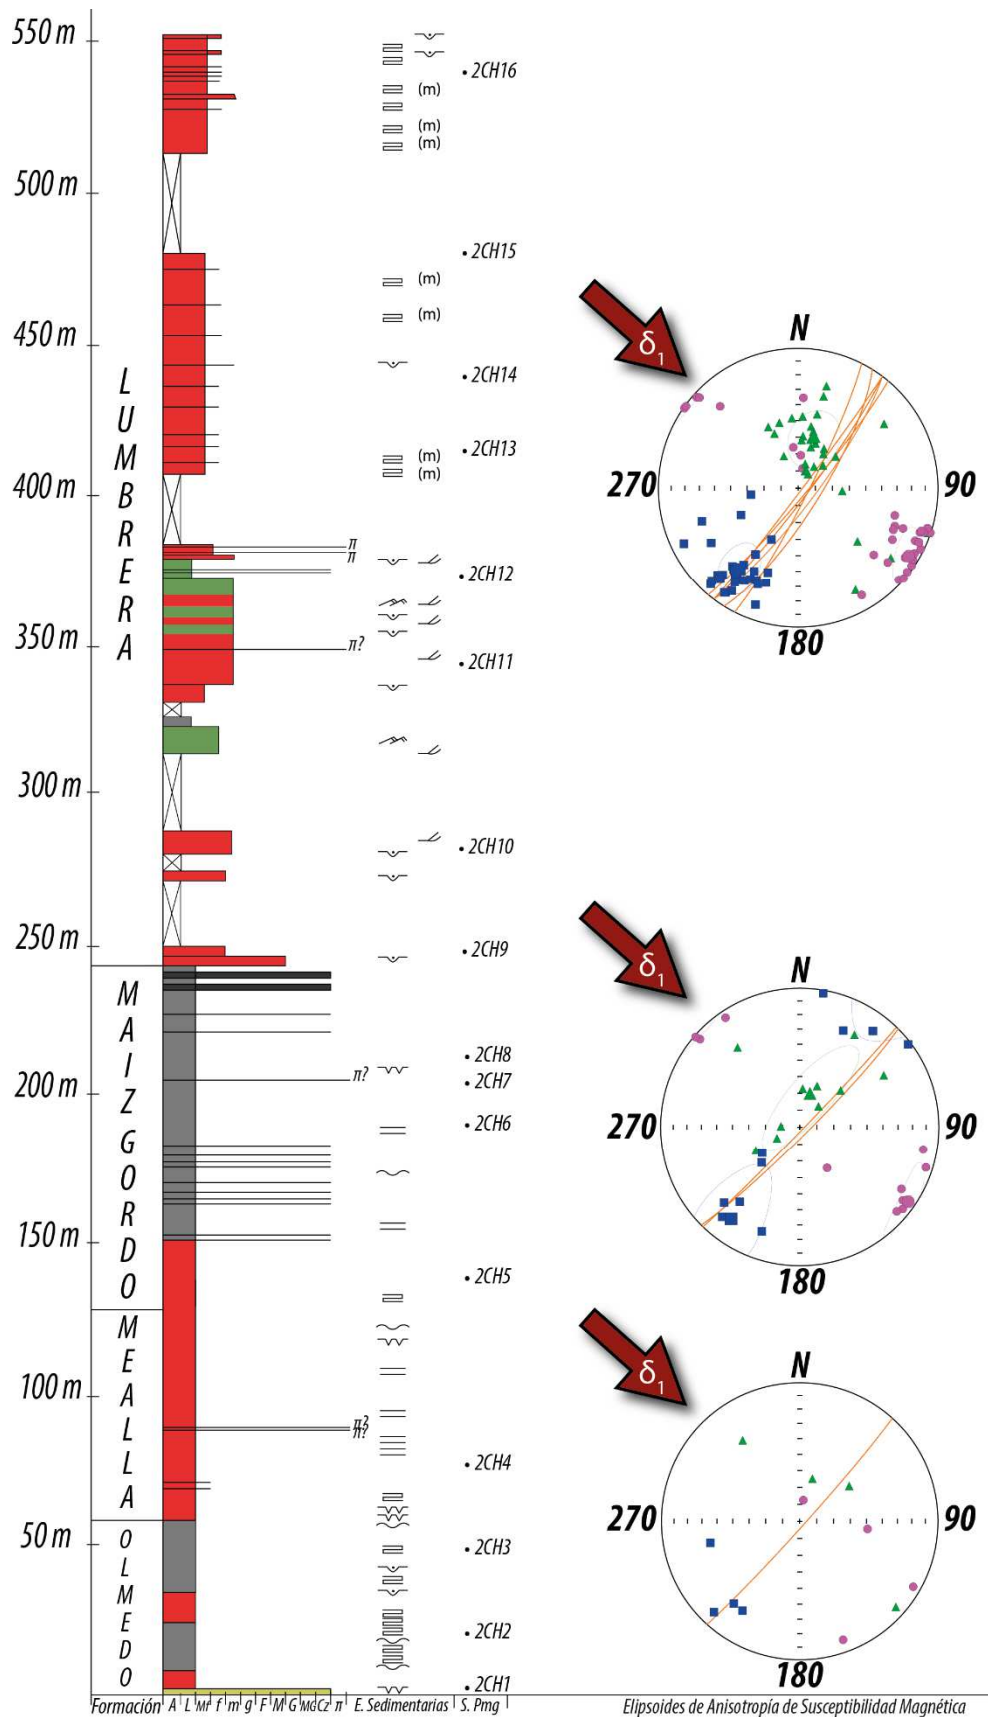 550 m
2CH16
(m)
(m)
(m)
500 m
2CH15
(m)
(m)
450 m
2CH14
2CH13
(m)
(m)
400 m
π
π
2CH12
350 m
π?
2CH11
300 m
2CH10
250 m
2CH9
LUMBRERA
δ1
N
270
90
180
2CH8
π?
2CH7
200 m
2CH6
150 m
2CH5
MAIZGORDO
δ1
N
270
90
180
100 m
π?
π?
2CH4
MEALLA
50 m
2CH3
2CH2
2CH1
OLMEDO
δ1
N
270
90
180
Formación A L Mf f m g F M G MG Cz π E. Sedimentarias S. Pmg Elipsoides de Anisotropía de Susceptibilidad Magnética